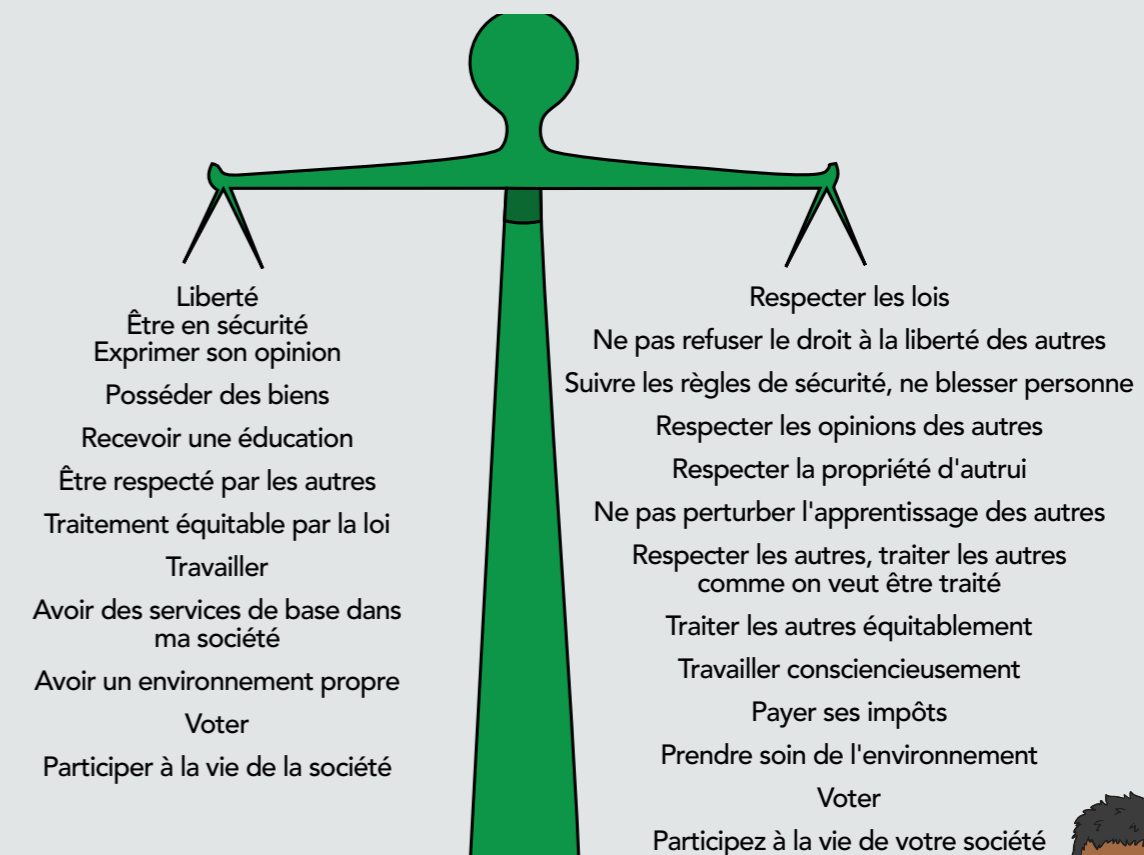 Liberté
Être en sécurité
Exprimer son opinion
Posséder des biens
Recevoir une éducation
Être respecté par les autres
Traitement équitable par la loi
Travailler
Avoir des services de base dans
ma société
Avoir un environnement propre
Voter
Participer à la vie de la société
Respecter les lois
Ne pas refuser le droit à la liberté des autres
Suivre les règles de sécurité, ne blesser personne
Respecter les opinions des autres
Respecter la propriété d'autrui
Ne pas perturber l'apprentissage des autres
Respecter les autres, traiter les autres
comme on veut être traité
Traiter les autres équitablement
Travailler consciencieusement
Payer ses impôts
Prendre soin de l'environnement
Voter
Participez à la vie de votre société